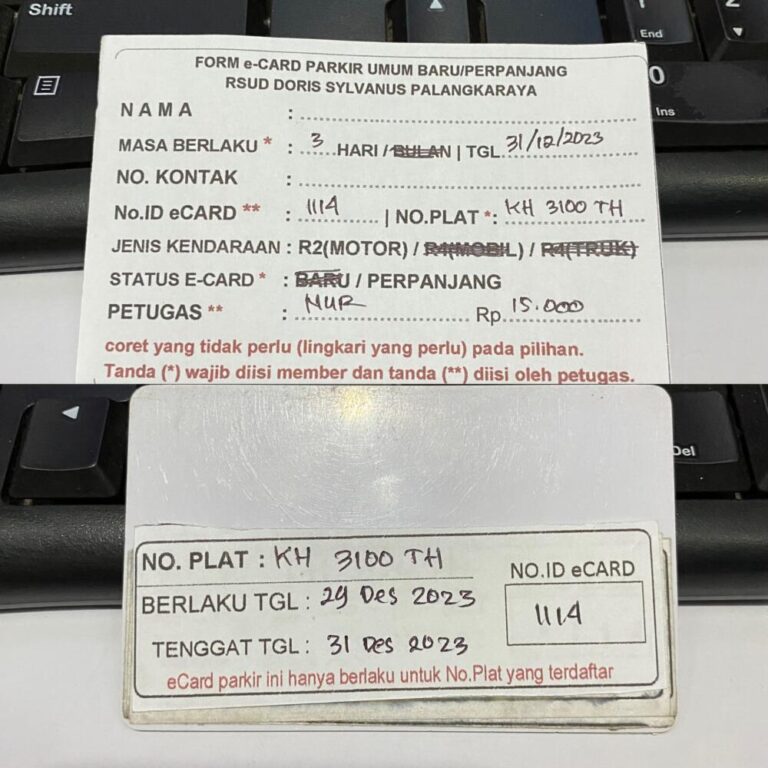 Shift
End
2
0
Ins
FORM e-CARD PARKIR UMUM BARU/PERPANJANG
RSUD DORIS SYLVANUS PALANGKARAYA
NAMA :
MASA BERLAKU * : 3 HARI / BULAN | TGL 31/12/2023
NO. KONTAK :
No.ID eCARD ** : 1114 | NO.PLAT *: KH 3100 TH
JENIS KENDARAAN : R2(MOTOR) / R4(MOBIL) / R4(TRUK)
STATUS E-CARD * : BARU / PERPANJANG
PETUGAS ** : MUR Rp 15.000
coret yang tidak perlu (lingkari yang perlu) pada pilihan.
Tanda (*) wajib diisi member dan tanda (**) diisi oleh petugas.
Del
NO. PLAT : KH 3100 TH
NO.ID eCARD
BERLAKU TGL : 29 Des 2023
1114
TENGGAT TGL : 31 Des 2023
eCard parkir ini hanya berlaku untuk No.Plat yang terdaftar